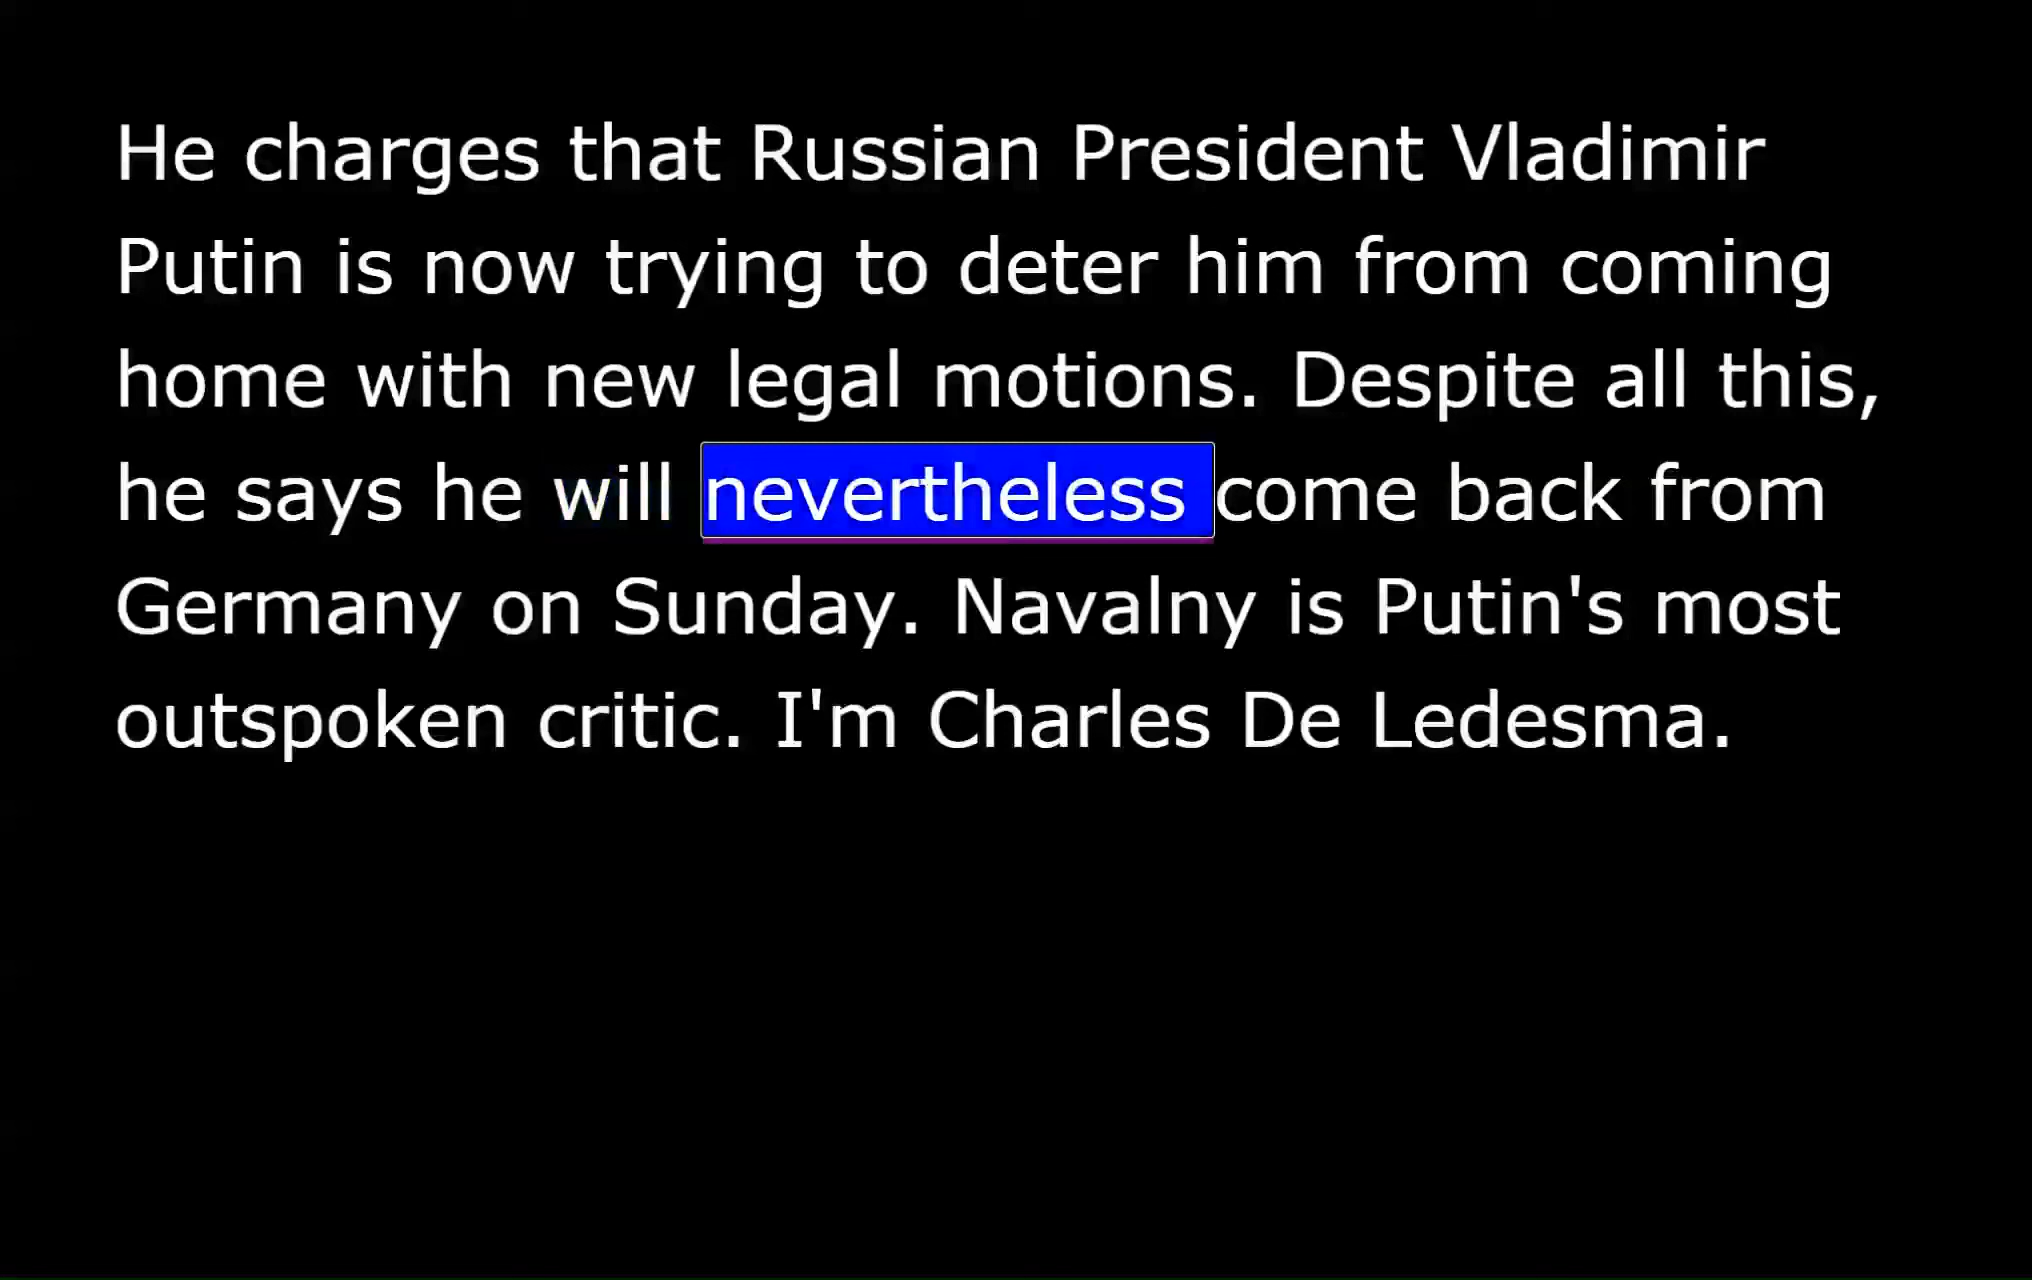 He charges that Russian President Vladimir
Putin is now trying to deter him from coming
home with new legal motions. Despite all this,
he says he will nevertheless come back from
Germany on Sunday. Navalny is Putin's most
outspoken critic. I'm Charles De Ledesma.